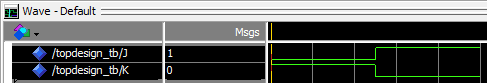 Wave - Default
Msgs
/topdesign_tb/J 1
/topdesign_tb/K 0